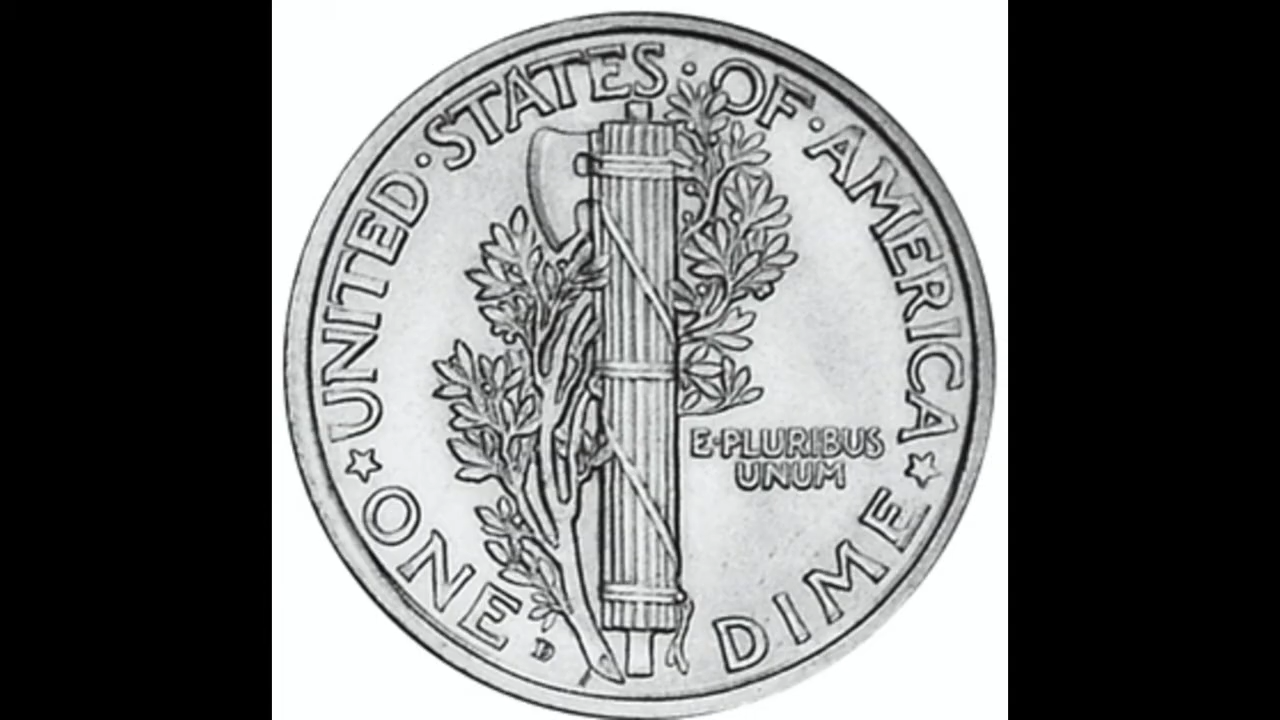 UNITED·STATES·OF·AMERICA
E·PLURIBUS
UNUM
ONE DIME
D